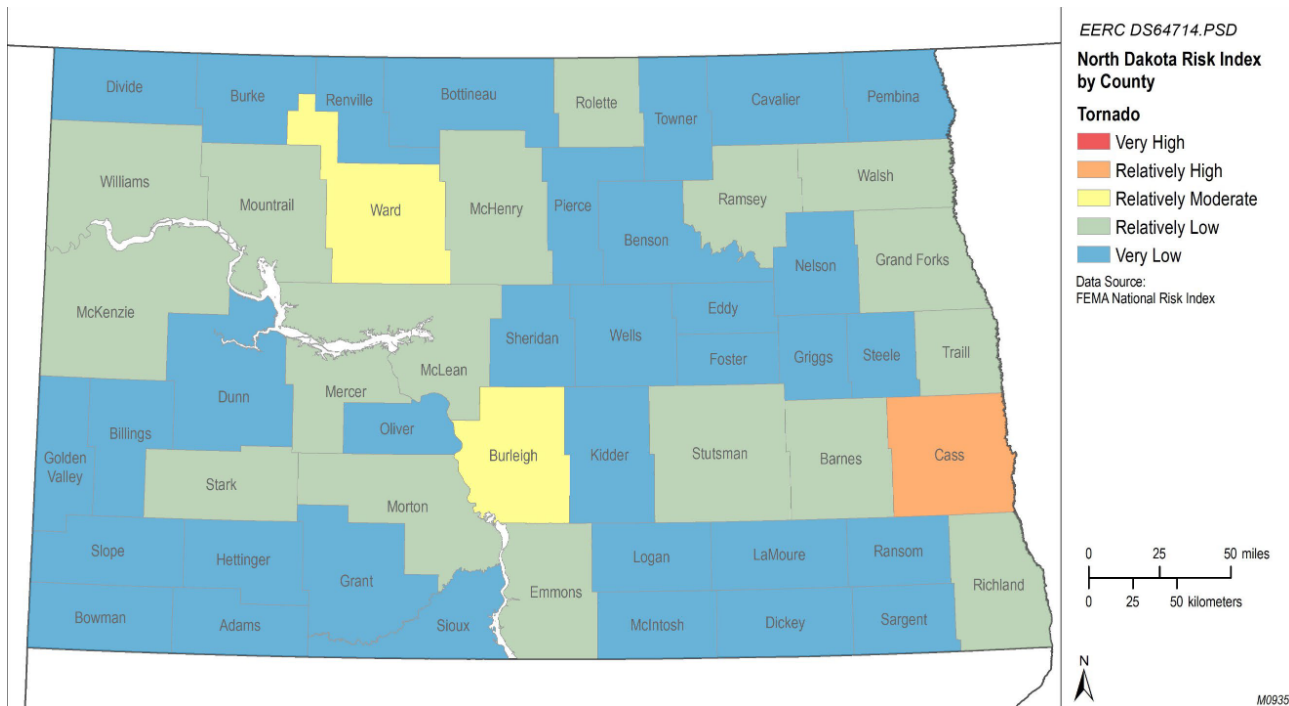 EERC DS64714.PSD
North Dakota Risk Index
by County
Tornado
Very High
Relatively High
Relatively Moderate
Relatively Low
Very Low
Data Source:
FEMA National Risk Index
Divide
Burke
Renville
Bottineau
Rolette
Towner
Cavalier
Pembina
Williams
Mountrail
Ward
McHenry
Pierce
Benson
Ramsey
Walsh
Nelson
Grand Forks
McKenzie
Dunn
McLean
Mercer
Oliver
Sheridan
Wells
Eddy
Foster
Griggs
Steele
Traill
Golden
Valley
Billings
Stark
Morton
Burleigh
Kidder
Stutsman
Barnes
Cass
Slope
Hettinger
Grant
Bowman
Adams
Sioux
Emmons
Logan
LaMoure
Ransom
Richland
McIntosh
Dickey
Sargent
0 25 50 miles
0 25 50 kilometers
N
M0935